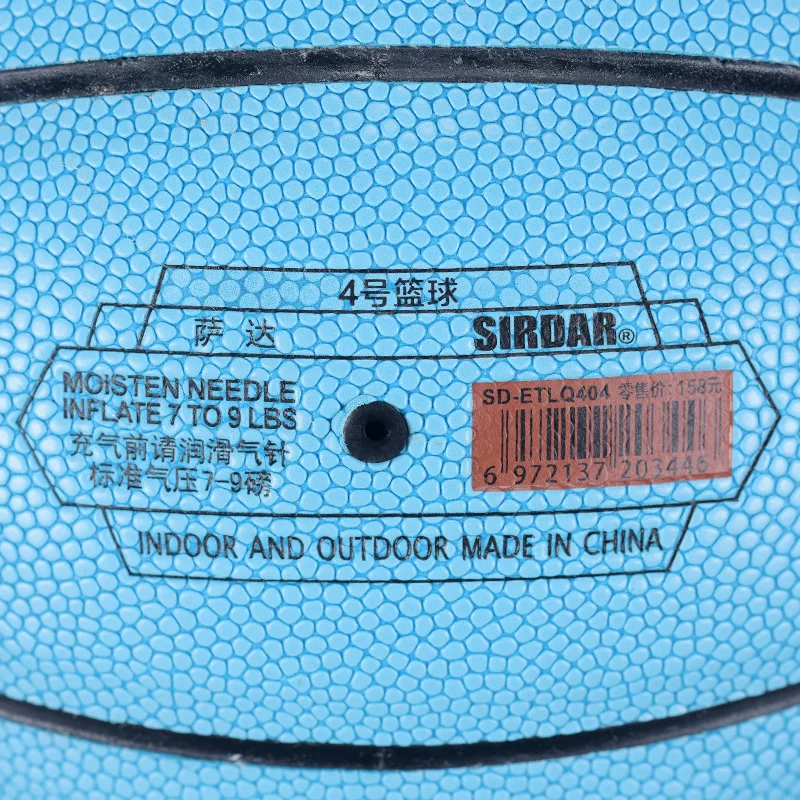 4号篮球
萨达 SIRDAR®
MOiSTEN NEEDLE
INFLATE 7 TO 9 LBS
充气前请润滑气针
标准气压7-9磅
SD-ETLQ404 零售价:158元
6 972137 203446
INDOOR AND OUTDOOR MADE IN CHINA